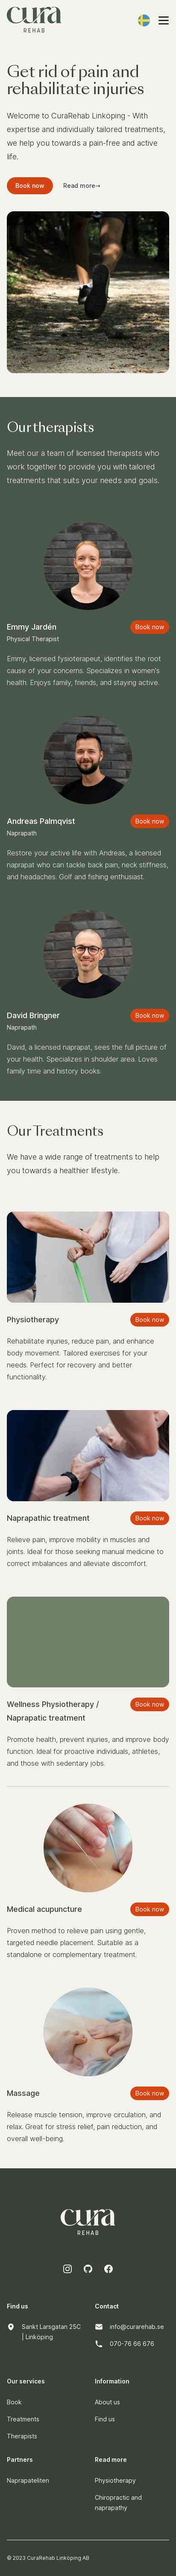 cura
REHAB
Get rid of pain and
rehabilitate injuries
Welcome to CuraRehab Linköping - With
expertise and individually tailored treatments,
we help you towards a pain-free and active
life.
Book now
Read more→
Our therapists
Meet our a team of licensed therapists who
work together to provide you with tailored
treatments that suits your needs and goals.
Emmy Jardén
Book now
Physical Therapist
Emmy, licensed fysioterapeut, identifies the root
cause of your concerns. Specializes in women's
health. Enjoys family, friends, and staying active.
Andreas Palmqvist
Book now
Naprapath
Restore your active life with Andreas, a licensed
naprapat who can tackle back pain, neck stiffness,
and headaches. Golf and fishing enthusiast.
David Bringner
Book now
Naprapath
David, a licensed naprapat, sees the full picture of
your health. Specializes in shoulder area. Loves
family time and history books.
Our Treatments
We have a wide range of treatments to help
you towards a healthier lifestyle.
Physiotherapy
Book now
Rehabilitate injuries, reduce pain, and enhance
body movement. Tailored exercises for your
needs. Perfect for recovery and better
functionality.
Naprapathic treatment
Book now
Relieve pain, improve mobility in muscles and
joints. Ideal for those seeking manual medicine to
correct imbalances and alleviate discomfort.
Wellness Physiotherapy /
Naprapatic treatment
Book now
Promote health, prevent injuries, and improve body
function. Ideal for proactive individuals, athletes,
and those with sedentary jobs.
Medical acupuncture
Book now
Proven method to relieve pain using gentle,
targeted needle placement. Suitable as a
standalone or complementary treatment.
Massage
Book now
Release muscle tension, improve circulation, and
relax. Great for stress relief, pain reduction, and
overall well-being.
cura
REHAB
Find us
Sankt Larsgatan 25C
| Linköping
Contact
info@curarehab.se
070-76 66 676
Our services
Book
Treatments
Therapists
Information
About us
Find us
Partners
Naprapateliten
Read more
Physiotherapy
Chiropractic and
naprapathy
© 2023 CuraRehab Linköping AB